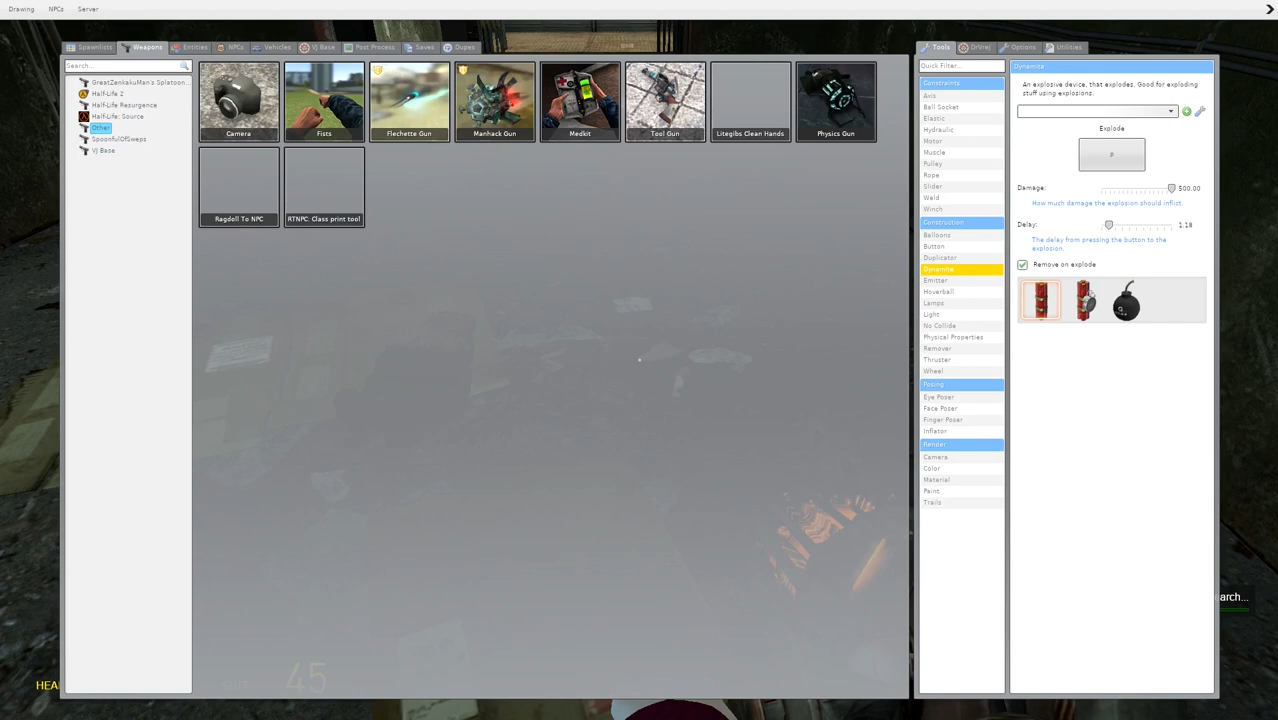 Drawing NPCs Server
Spawnlists Weapons Entities NPCs Vehicles VJ Base Post Process Saves Dupes
Search...
GreatZenkakuMan's Splatoon...
Half-Life 2
Half-Life Resurgence
Half-Life: Source
Other
SpoonfulOfSweps
VJ Base
Camera
Fists
Flechette Gun
Manhack Gun
Medkit
Tool Gun
Litegibs Clean Hands
Physics Gun
Ragdoll To NPC
RTNPC: Class print tool
45
HEA
arch...
Tools DrVrej Options Utilities
Quick Filter...
Constraints
Axis
Ball Socket
Elastic
Hydraulic
Motor
Muscle
Pulley
Rope
Slider
Weld
Winch
Construction
Balloons
Button
Duplicator
Dynamite
Emitter
Hoverball
Lamps
Light
No Collide
Physical Properties
Remover
Thruster
Wheel
Posing
Eye Poser
Face Poser
Finger Poser
Inflator
Render
Camera
Color
Material
Paint
Trails
Dynamite
An explosive device, that explodes. Good for exploding
stuff using explosions.
Explode
P
Damage: 500.00
How much damage the explosion should inflict.
Delay: 1.18
The delay from pressing the button to the
explosion.
Remove on explode